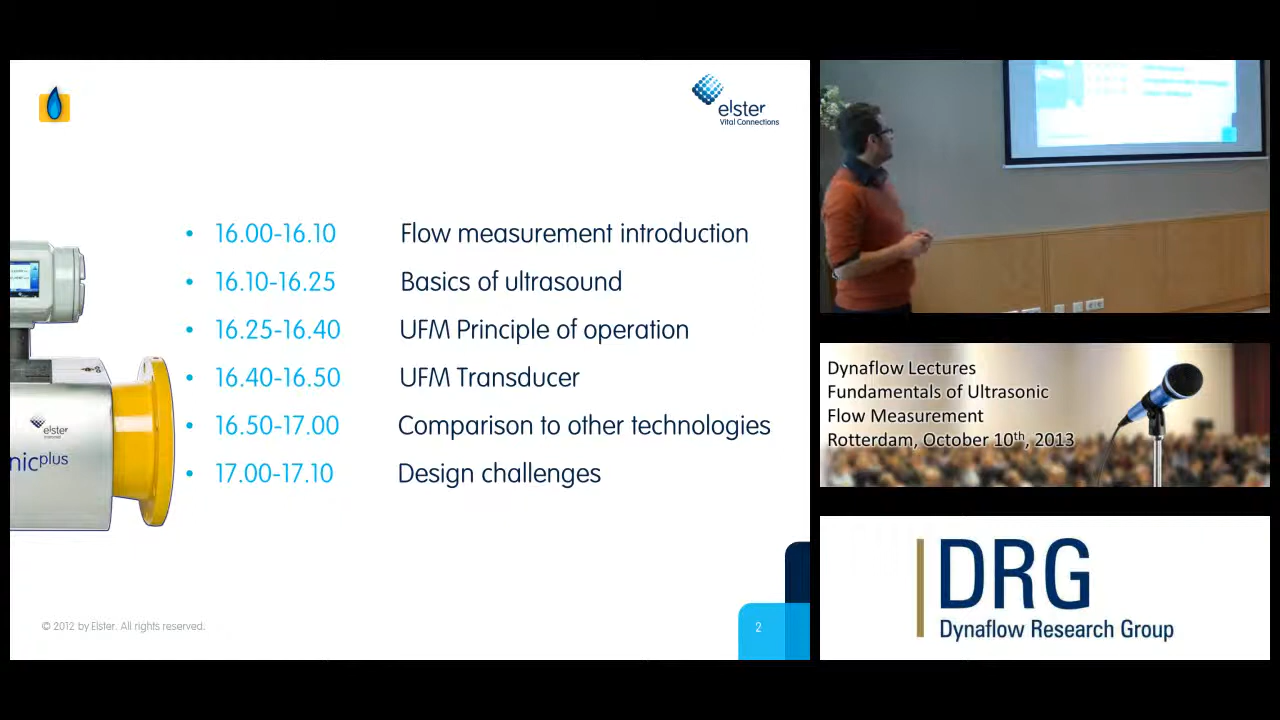 elster
Vital Connections
• 16.00-16.10 Flow measurement introduction
• 16.10-16.25 Basics of ultrasound
• 16.25-16.40 UFM Principle of operation
• 16.40-16.50 UFM Transducer
• 16.50-17.00 Comparison to other technologies
• 17.00-17.10 Design challenges
elster
nicplus
© 2012 by Elster. All rights reserved.
2
Dynaflow Lectures
Fundamentals of Ultrasonic
Flow Measurement
Rotterdam, October 10th, 2013
DRG
Dynaflow Research Group